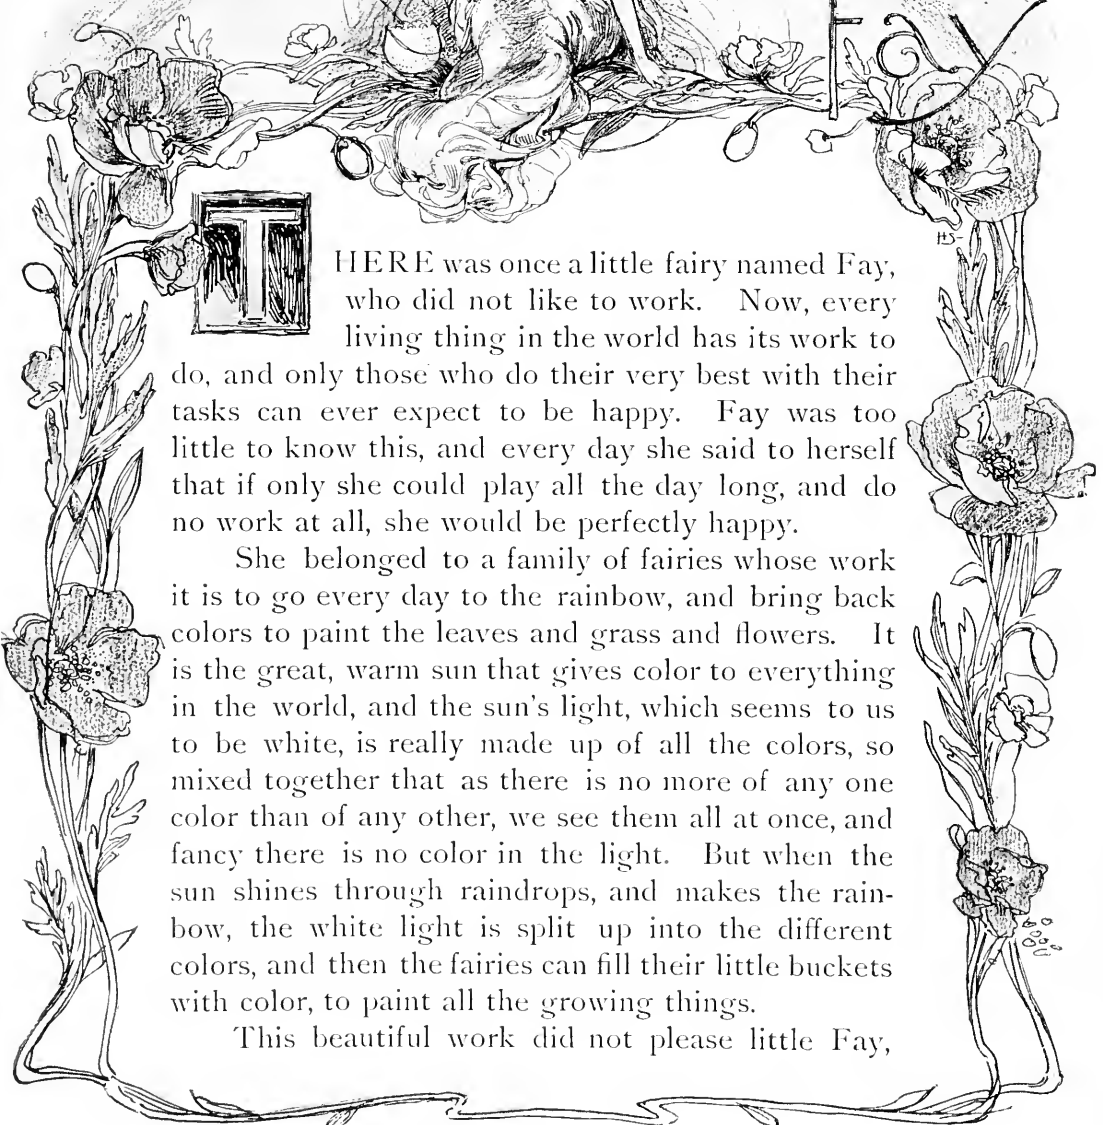 FAY
HS
THERE was once a little fairy named Fay,
who did not like to work. Now, every
living thing in the world has its work to
do, and only those who do their very best with their
tasks can ever expect to be happy. Fay was too
little to know this, and every day she said to herself
that if only she could play all the day long, and do
no work at all, she would be perfectly happy.
She belonged to a family of fairies whose work
it is to go every day to the rainbow, and bring back
colors to paint the leaves and grass and flowers. It
is the great, warm sun that gives color to everything
in the world, and the sun's light, which seems to us
to be white, is really made up of all the colors, so
mixed together that as there is no more of any one
color than of any other, we see them all at once, and
fancy there is no color in the light. But when the
sun shines through raindrops, and makes the rain-
bow, the white light is split up into the different
colors, and then the fairies can fill their little buckets
with color, to paint all the growing things.
This beautiful work did not please little Fay,